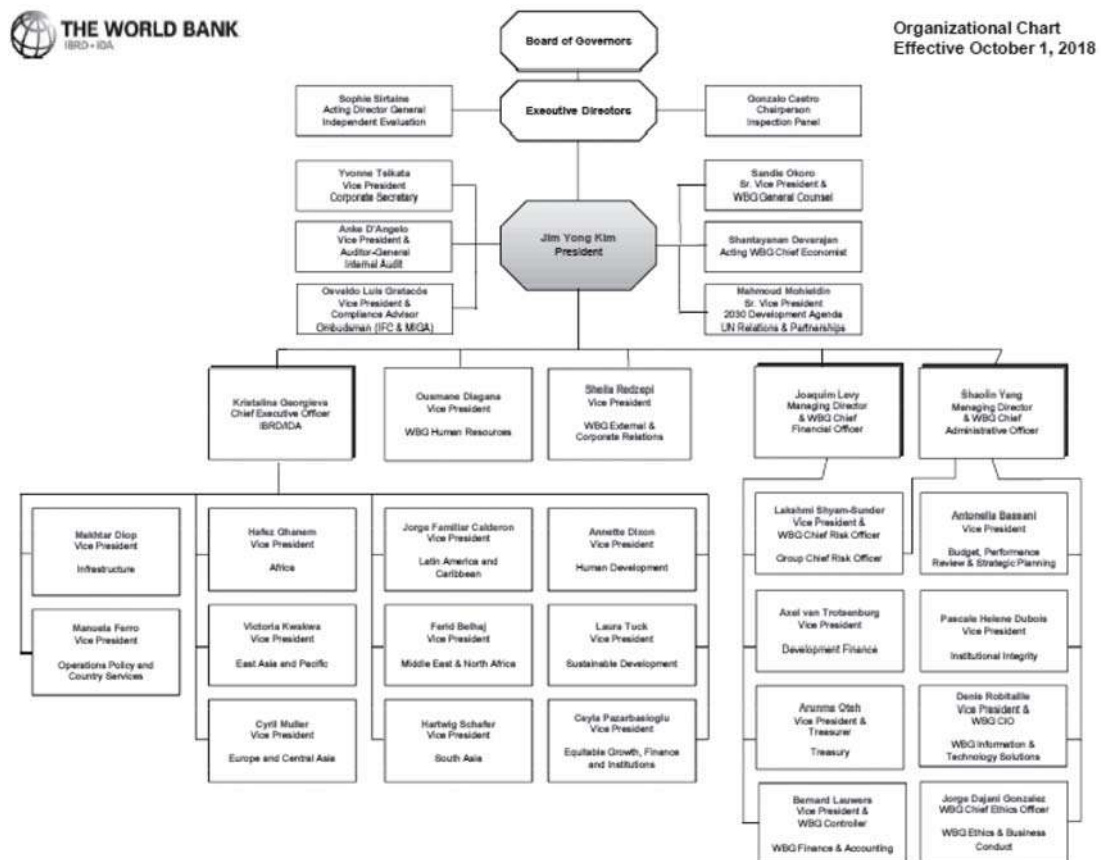 THE WORLD BANK
IBRD • IDA
Organizational Chart
Effective October 1, 2018
Board of Governors
Executive Directors
Sophie Sirtaine
Acting Director General
Independent Evaluation
Gonzalo Castro
Chairperson
Inspection Panel
Yvonne Tsikata
Vice President
Corporate Secretary
Anke D'Angelo
Vice President &
Auditor-General
Internal Audit
Osvaldo Luis Gratacós
Vice President &
Compliance Advisor
Ombudsman (IFC & MIGA)
Jim Yong Kim
President
Sandie Okoro
Sr. Vice President &
WBG General Counsel
Shantayanan Devarajan
Acting WBG Chief Economist
Mahmoud Mohieldin
Sr. Vice President
2030 Development Agenda
UN Relations & Partnerships
Kristalina Georgieva
Chief Executive Officer
IBRD/IDA
Ousmane Diagana
Vice President
WBG Human Resources
Sheila Redzepi
Vice President
WBG External &
Corporate Relations
Joaquim Levy
Managing Director
& WBG Chief
Financial Officer
Shaolin Yang
Managing Director
& WBG Chief
Administrative Officer
Makhtar Diop
Vice President
Infrastructure
Hafez Ghanem
Vice President
Africa
Jorge Familiar Calderon
Vice President
Latin America and
Caribbean
Annette Dixon
Vice President
Human Development
Manuela Ferro
Vice President
Operations Policy and
Country Services
Victoria Kwakwa
Vice President
East Asia and Pacific
Ferid Belhaj
Vice President
Middle East & North Africa
Laura Tuck
Vice President
Sustainable Development
Cyril Muller
Vice President
Europe and Central Asia
Hartwig Schafer
Vice President
South Asia
Ceyla Pazarbasioglu
Vice President
Equitable Growth, Finance
and Institutions
Lakshmi Shyam-Sunder
Vice President &
WBG Chief Risk Officer
Group Chief Risk Officer
Antonella Bassani
Vice President
Budget, Performance
Review & Strategic Planning
Axel van Trotsenburg
Vice President
Development Finance
Pascale Helene Dubois
Vice President
Institutional Integrity
Arunma Oteh
Vice President &
Treasurer
Treasury
Denis Robitaille
Vice President &
WBG CIO
WBG Information &
Technology Solutions
Bernard Lauwers
Vice President &
WBG Controller
WBG Finance & Accounting
Jorge Dajani Gonzalez
WBG Chief Ethics Officer
WBG Ethics & Business
Conduct